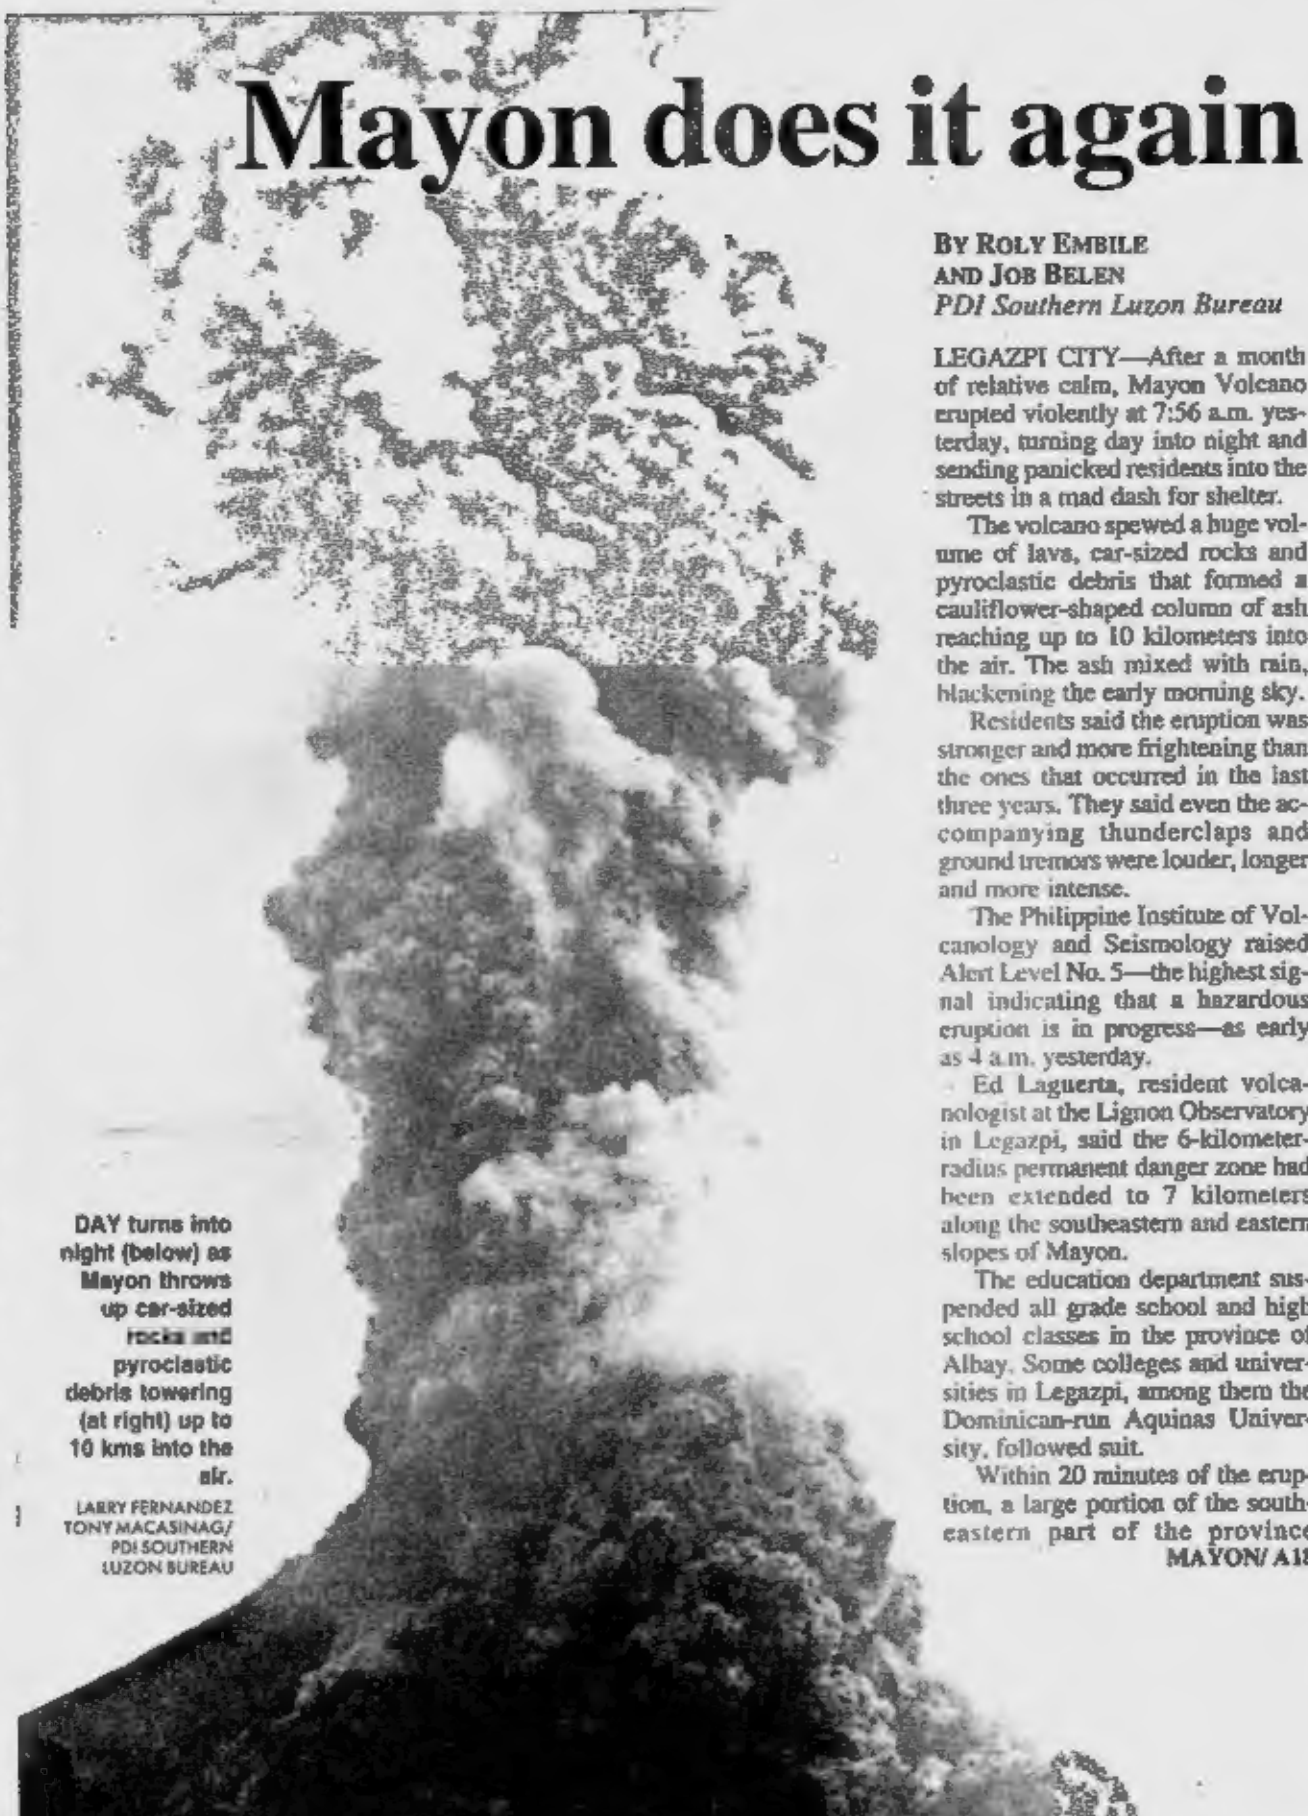 Mayon does it again
BY ROLY EMBILE
AND JOB BELEN
PDI Southern Luzon Bureau
LEGAZPI CITY—After a month
of relative calm, Mayon Volcano
erupted violently at 7:56 a.m. yes-
terday, turning day into night and
sending panicked residents into the
streets in a mad dash for shelter.
The volcano spewed a huge vol-
ume of lava, car-sized rocks and
pyroclastic debris that formed a
cauliflower-shaped column of ash
reaching up to 10 kilometers into
the air. The ash mixed with rain,
blackening the early morning sky.
Residents said the eruption was
stronger and more frightening than
the ones that occurred in the last
three years. They said even the ac-
companying thunderclaps and
ground tremors were louder, longer
and more intense.
The Philippine Institute of Vol-
canology and Seismology raised
Alert Level No. 5—the highest sig-
nal indicating that a hazardous
eruption is in progress—as early
as 4 a.m. yesterday.
Ed Laguerta, resident volca-
nologist at the Lignon Observatory
in Legazpi, said the 6-kilometer-
radius permanent danger zone had
been extended to 7 kilometers
along the southeastern and eastern
slopes of Mayon.
The education department sus-
pended all grade school and high
school classes in the province of
Albay. Some colleges and univer-
sities in Legazpi, among them the
Dominican-run Aquinas Univer-
sity, followed suit.
Within 20 minutes of the erup-
tion, a large portion of the south-
eastern part of the province
MAYON/ A18
DAY turns into
night (below) as
Mayon throws
up car-sized
rocks and
pyroclastic
debris towering
(at right) up to
10 kms into the
air.
LARRY FERNANDEZ
TONY MACASINAG/
PDI SOUTHERN
LUZON BUREAU